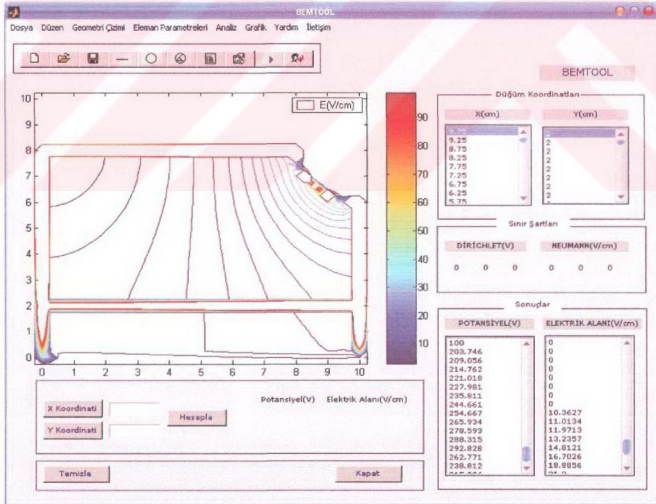 BEMTOOL
Dosya Düzen Geometri Çizimi Eleman Parametreleri Analiz Grafik Yardım İletişim
BEMTOOL
E(V/cm)
10
9
8
7
6
5
4
3
2
1
0
0 1 2 3 4 5 6 7 8 9 10
90
80
70
60
50
40
30
20
10
Düğüm Koordinatları
X(cm) Y(cm)
9.75
9.25 2
8.75 2
8.25 2
7.75 2
7.25 2
6.75 2
6.25 2
5.75 2
Sınır Şartları
DİRİCHLET(V) NEUMANN(V/cm)
0 0 0 0 0 0
Sonuçlar
POTANSİYEL(V) ELEKTRİK ALANI(V/cm)
100 0
203.746 0
209.056 0
214.762 0
221.018 0
227.981 0
235.811 0
244.661 0
254.667 10.3627
265.934 11.0134
278.593 11.9713
288.315 13.2357
292.828 14.8121
262.771 16.7026
238.812 18.8856
X Koordinati
Y Koordinati
Hesapla
Potansiyel(V) Elektrik Alanı(V/cm)
Temizle Kapat